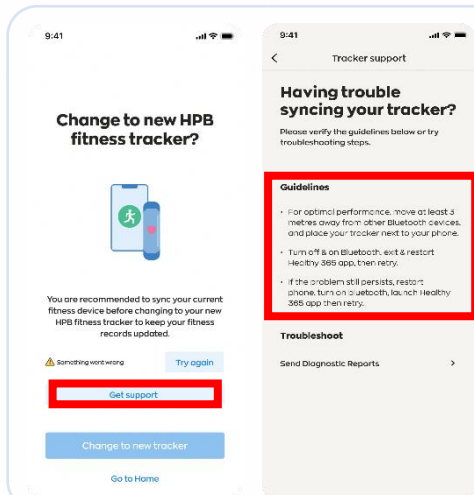 9:41
Change to new HPB
fitness tracker?
You are recommended to sync your current
fitness device before changing to your new
HPB fitness tracker to keep your fitness
records updated.
Something went wrong
Try again
Get support
Change to new tracker
Go to Home
9:41
Tracker support
Having trouble
syncing your tracker?
Please verify the guidelines below or try
troubleshooting steps.
Guidelines
• For optimal performance, move at least 3
metres away from other Bluetooth devices,
and place your tracker next to your phone.
• Turn off & on Bluetooth, exit & restart
Healthy 365 app, then retry.
• If the problem still persists, restart
phone, turn on bluetooth, launch Healthy
365 app then retry.
Troubleshoot
Send Diagnostic Reports